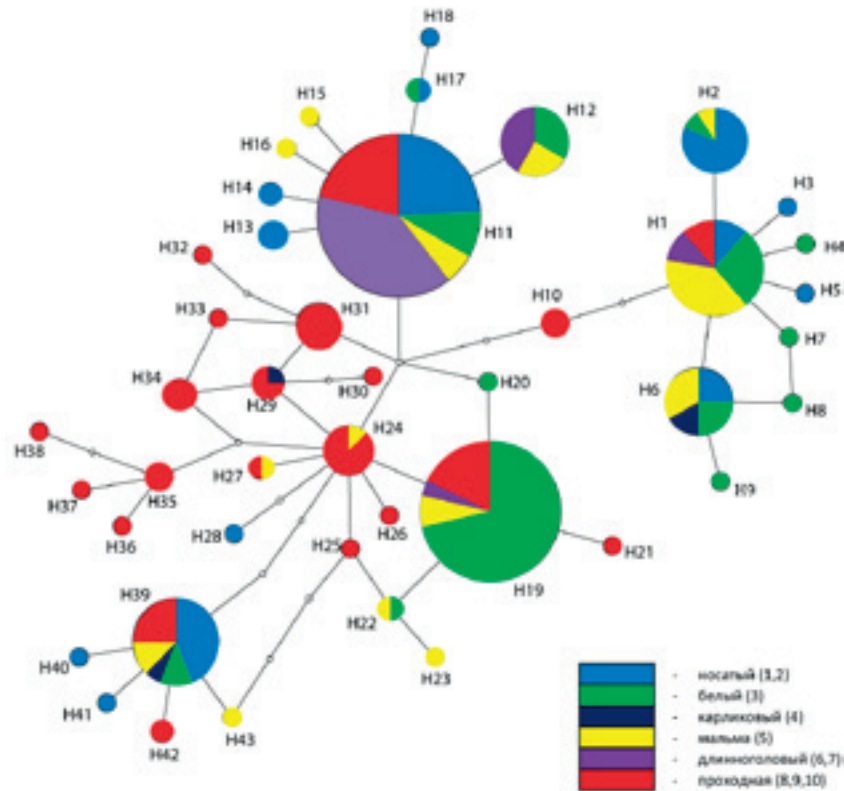 H18
H17
H15
H12
H2
H16
H3
H14
H1
H4
H13
H11
H5
H32
H10
H31
H7
H33
H20
H34
H30
H29
H6
H8
H24
H38
H27
H9
H35
H37
H28
H26
H36
H25
H21
H19
H39
H22
H40
H23
H41
H43
H42
- носатый (1,2)
- белый (3)
- карликовый (4)
- мальма (5)
- длинноголовый (6,7)
- проходная (8,9,10)